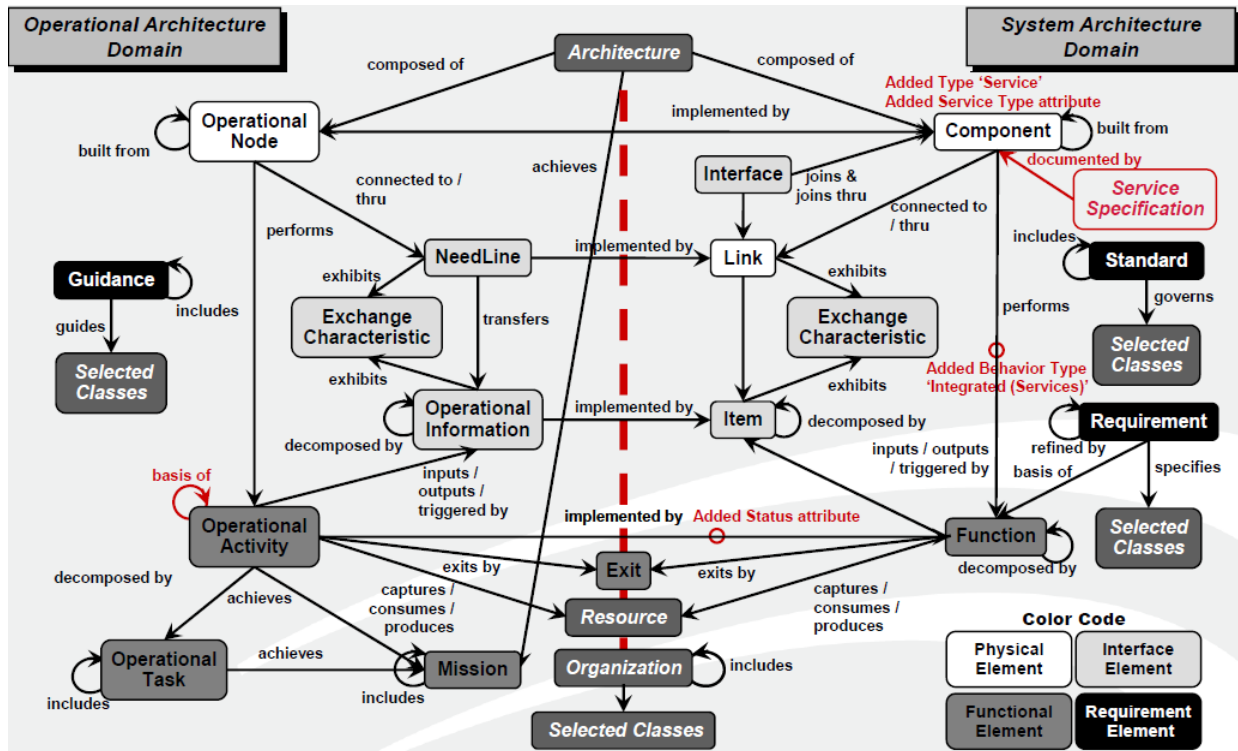 Operational Architecture
Domain
System Architecture
Domain
Architecture
composed of
composed of
Added Type ‘Service’
Added Service Type attribute
Operational
Node
built from
implemented by
Component
built from
achieves
documented by
Service
Specification
Interface
joins &
joins thru
connected to /
thru
connected to
/ thru
performs
NeedLine
implemented by
Link
includes
Standard
Guidance
includes
guides
exhibits
exhibits
governs
Exchange
Characteristic
transfers
Exchange
Characteristic
performs
Selected
Classes
Selected
Classes
exhibits
exhibits
Added Behavior Type
‘Integrated (Services)’
Operational
Information
decomposed by
implemented by
Item
decomposed by
Requirement
refined by
basis of
inputs /
outputs /
triggered by
inputs / outputs
/ triggered by
basis of
specifies
Operational
Activity
implemented by
Added Status attribute
Function
decomposed by
Selected
Classes
exits by
Exit
exits by
decomposed by
achieves
captures /
consumes /
produces
Resource
captures /
consumes /
produces
Operational
Task
includes
achieves
Mission
includes
Organization
includes
Selected Classes
Color Code
Physical
Element
Interface
Element
Functional
Element
Requirement
Element